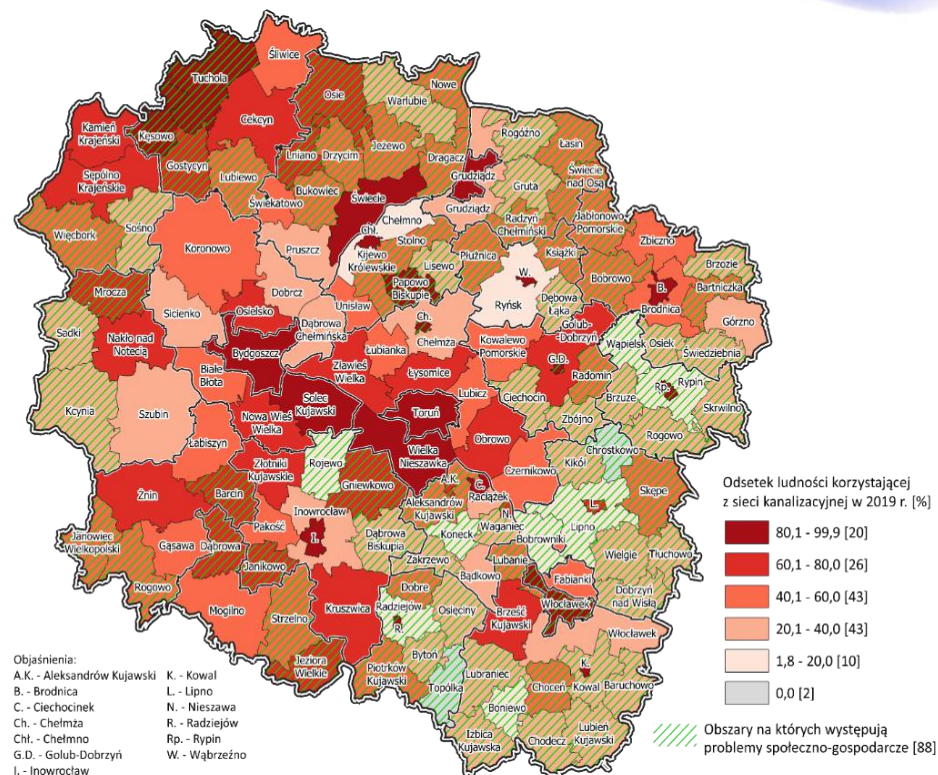 Śliwice
Tuchola
Nowe
Osie
Warlubie
Kamień
Krajeński
Cekcyn
Rogóźno
Kęsowo
Łasin
Lniano
Drzycim
Jeżewo
Dragacz
Gostycyn
Grudziądz
Sępólno
Krajeńskie
Lubiewo
Gruta
Świecie
nad Osą
Bukowiec
Świekatowo
Świecie
Grudziądz
Radzyń
Chełmiński
Jabłonowo
Pomorskie
Więcbork
Sośno
Chełmno
Chł.
Koronowo
Pruszcz
Stolno
Zbiczno
Kijewo
Królewskie
Lisewo
Płużnica
Książki
Brzozie
W.
Bobrowo
Bartniczka
Mrocza
Dobrcz
Papowo
Biskupie
B.
Brodnica
Unisław
Ryńsk
Dębowa
Łąka
Górzno
Sicienko
Osielsko
Dąbrowa
Chełmińska
Ch.
Chełmża
Golub-
Dobrzyń
Sadki
Nakło nad
Notecią
Łubianka
Kowalewo
Pomorskie
Wąpielsk
Osiek
Świedziebnia
Bydgoszcz
Zławieś
Wielka
Łysomice
G.D.
Białe
Błota
Radomin
Rp.
Rypin
Solec
Kujawski
Lubicz
Ciechocin
Brzuze
Kcynia
Szubin
Toruń
Zbójno
Skrwilno
Nowa Wieś
Wielka
Obrowo
Rogowo
Łabiszyn
Wielka
Nieszawka
Kikół
Chrostkowo
Złotniki
Kujawskie
Rojewo
Czernikowo
Skępe
Żnin
Barcin
Gniewkowo
A.K.
C.
Raciążek
Aleksandrów
Kujawski
L.
Inowrocław
N.
Waganiec
Lipno
Pakość
Koneck
Bobrowniki
Janowiec
Wielkopolski
Gąsawa
Dąbrowa
I.
Dąbrowa
Biskupia
Wielgie
Tłuchowo
Janikowo
Zakrzewo
Lubanie
Bądkowo
Fabianki
Rogowo
Dobre
Dobrzyń
nad Wisłą
Mogilno
Strzelno
Kruszwica
Radziejów
Osięciny
Brześć
Kujawski
Włocławek
R.
Włocławek
Bytoń
Lubraniec
K.
Jeziora
Wielkie
Piotrków
Kujawski
Topólka
Choceń
Kowal
Baruchowo
Boniewo
Izbica
Kujawska
Chodecz
Lubień
Kujawski
Odsetek ludności korzystającej
z sieci kanalizacyjnej w 2019 r. [%]
80,1 - 99,9 [20]
60,1 - 80,0 [26]
40,1 - 60,0 [43]
20,1 - 40,0 [43]
1,8 - 20,0 [10]
0,0 [2]
Obszary na których występują
problemy społeczno-gospodarcze [88]
Objaśnienia:
A.K. - Aleksandrów Kujawski
B. - Brodnica
C. - Ciechocinek
Ch. - Chełmża
Chł. - Chełmno
G.D. - Golub-Dobrzyń
I. - Inowrocław
K. - Kowal
L. - Lipno
N. - Nieszawa
R. - Radziejów
Rp. - Rypin
W. - Wąbrzeźno